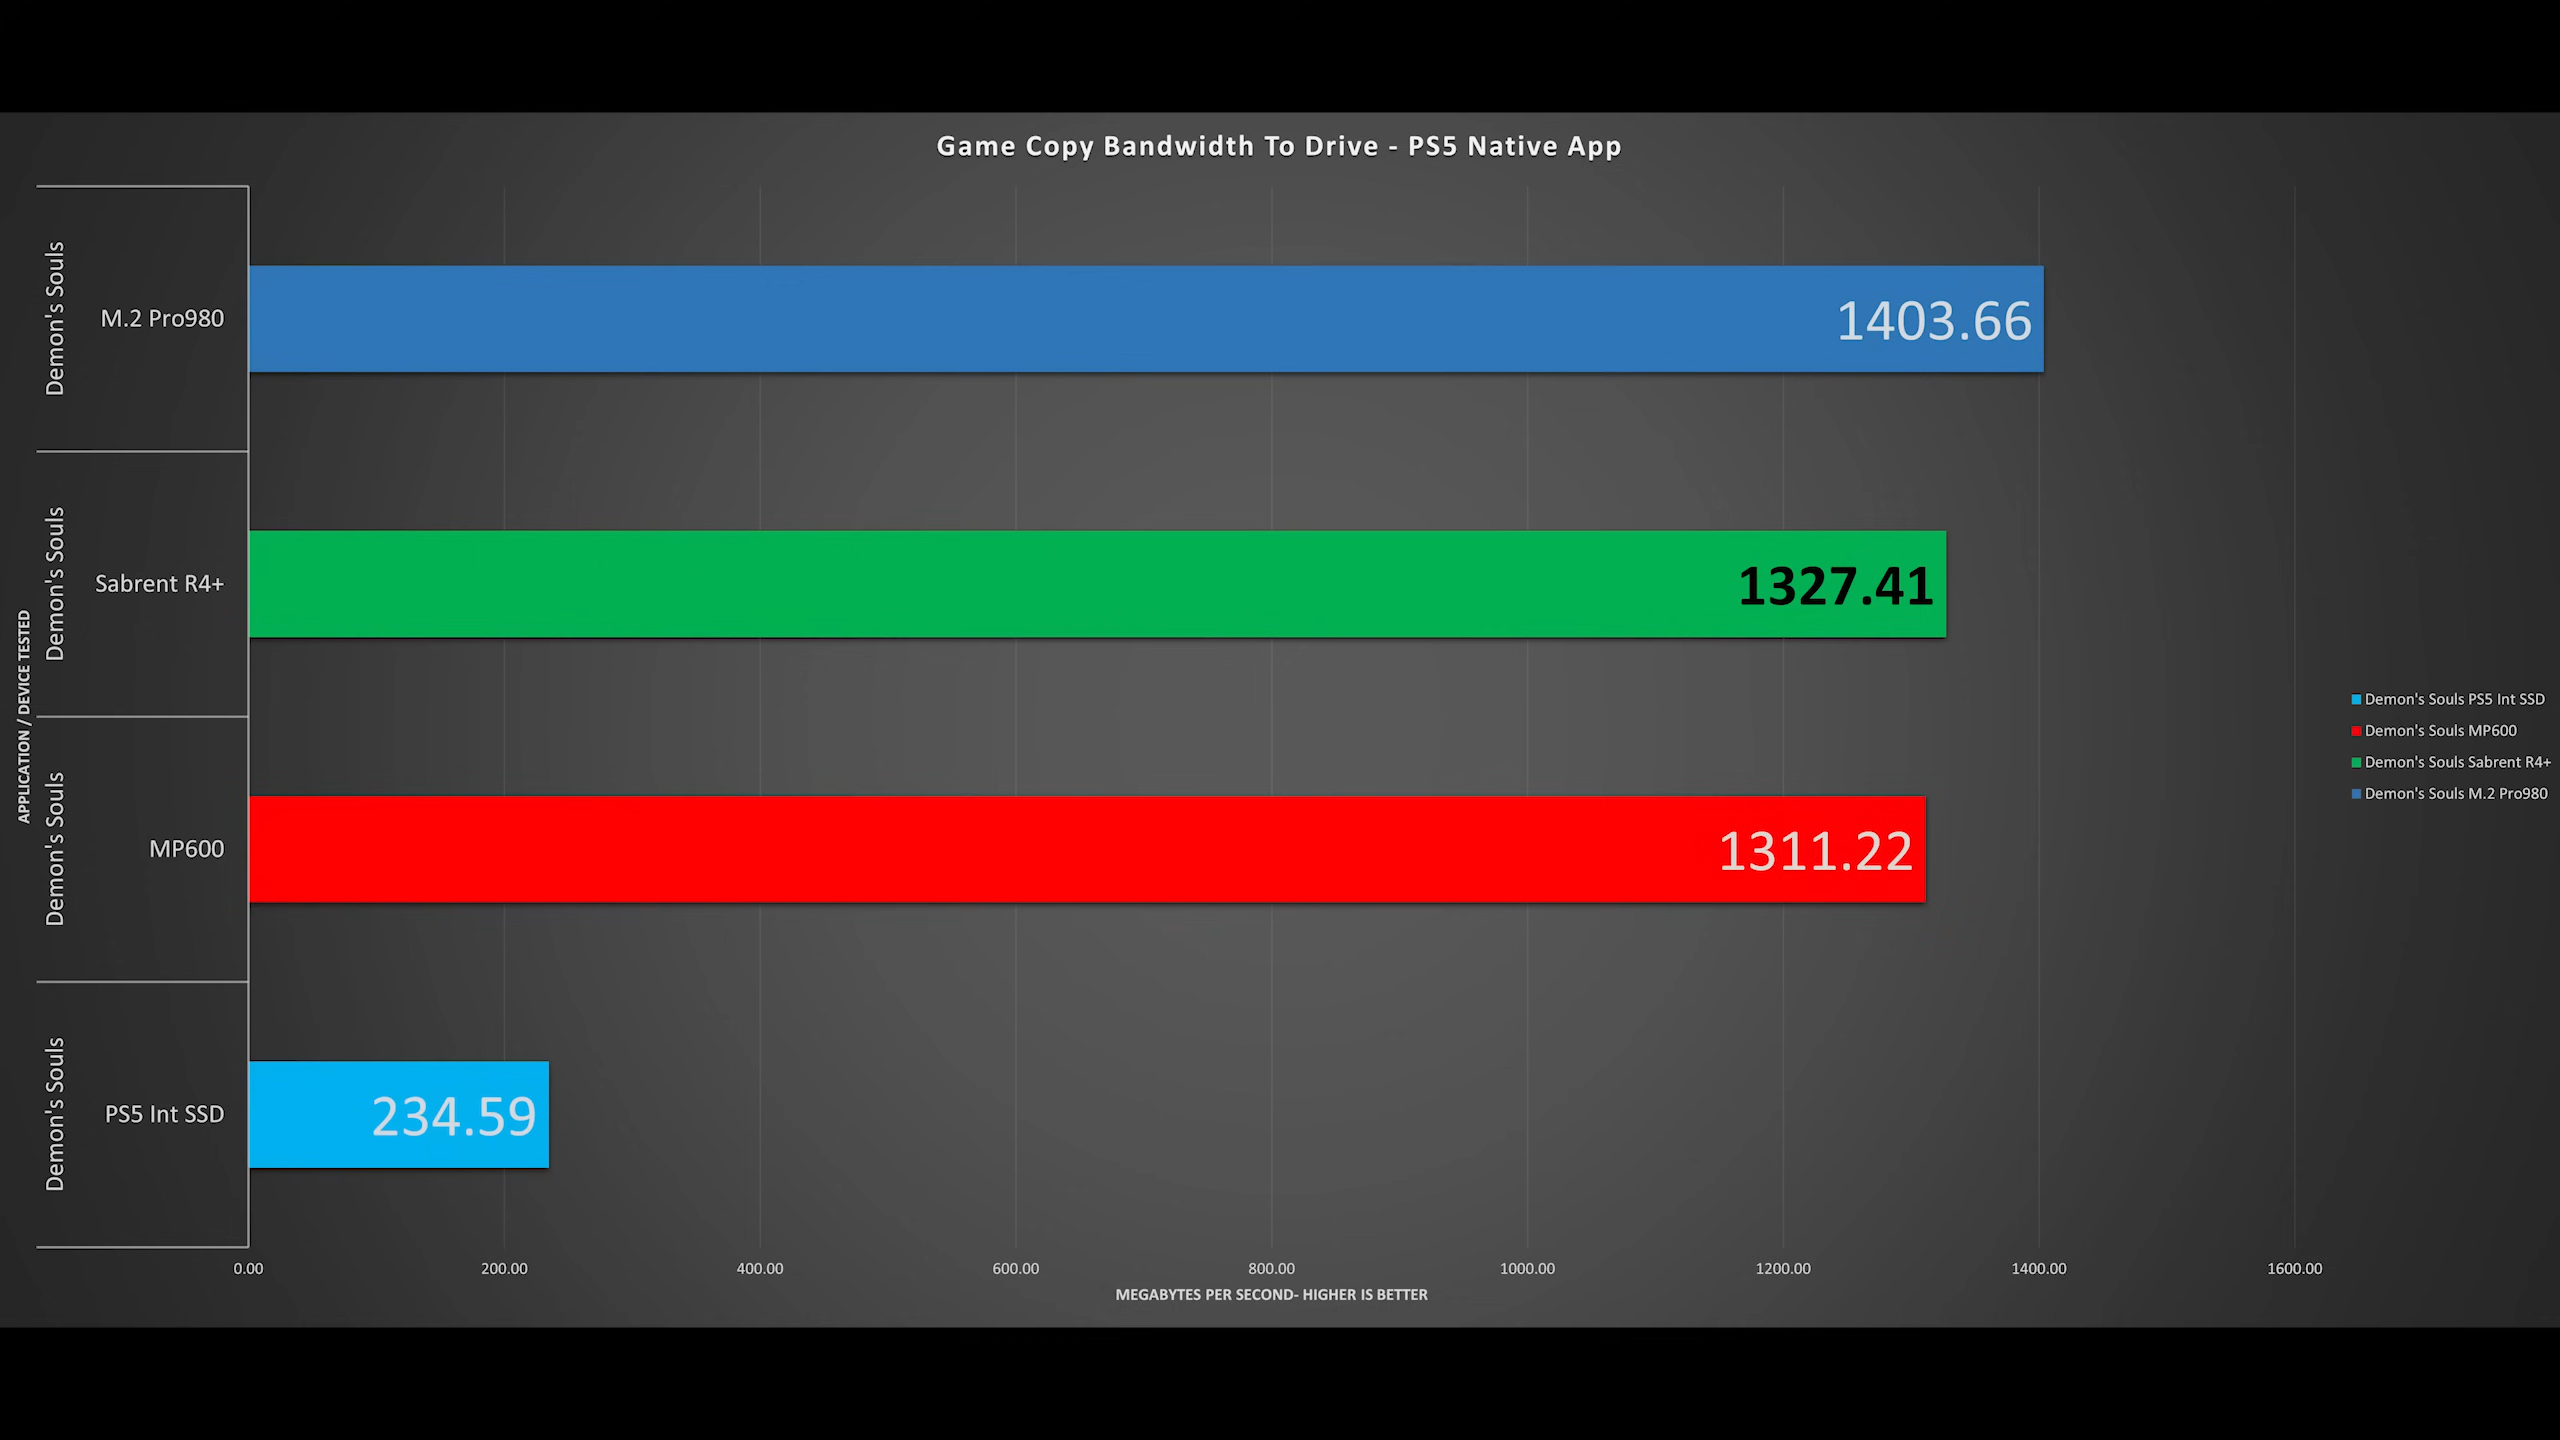 Game Copy Bandwidth To Drive - PS5 Native App
APPLICATION / DEVICE TESTED
Demon's Souls
M.2 Pro980
1403.66
Demon's Souls
Sabrent R4+
1327.41
Demon's Souls
MP600
1311.22
Demon's Souls
PS5 Int SSD
234.59
0.00 200.00 400.00 600.00 800.00 1000.00 1200.00 1400.00 1600.00
MEGABYTES PER SECOND- HIGHER IS BETTER
Demon's Souls PS5 Int SSD
Demon's Souls MP600
Demon's Souls Sabrent R4+
Demon's Souls M.2 Pro980